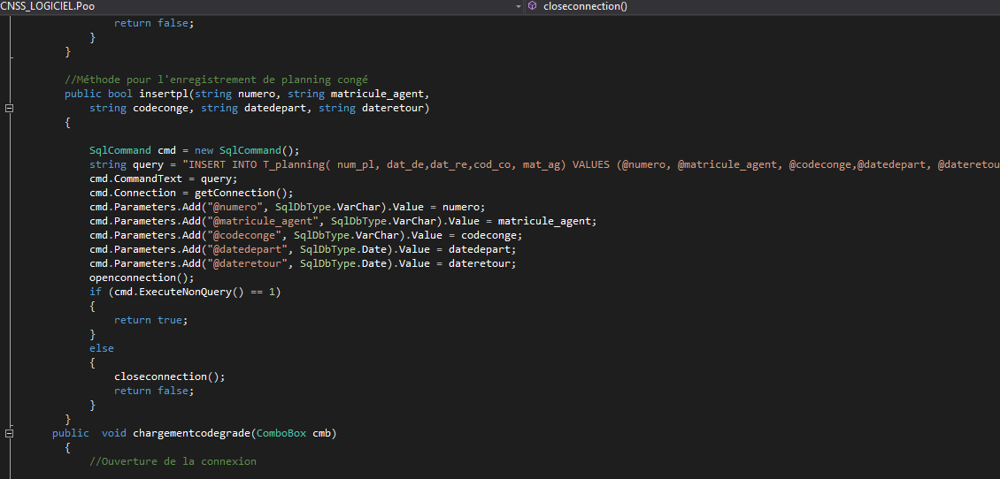 CNSS_LOGICIEL.Poo closeconnection()
return false;
}
}
//Méthode pour l'enregistrement de planning congé
public bool insertpl(string numero, string matricule_agent,
string codeconge, string datedepart, string dateretour)
{
SqlCommand cmd = new SqlCommand();
string query = "INSERT INTO T_planning( num_pl, dat_de,dat_re,cod_co, mat_ag) VALUES (@numero, @matricule_agent, @codeconge,@datedepart, @dateretou
cmd.CommandText = query;
cmd.Connection = getConnection();
cmd.Parameters.Add("@numero", SqlDbType.VarChar).Value = numero;
cmd.Parameters.Add("@matricule_agent", SqlDbType.VarChar).Value = matricule_agent;
cmd.Parameters.Add("@codeconge", SqlDbType.VarChar).Value = codeconge;
cmd.Parameters.Add("@datedepart", SqlDbType.Date).Value = datedepart;
cmd.Parameters.Add("@dateretour", SqlDbType.Date).Value = dateretour;
openconnection();
if (cmd.ExecuteNonQuery() == 1)
{
return true;
}
else
{
closeconnection();
return false;
}
}
public  void chargementcodegrade(ComboBox cmb)
{
//Ouverture de la connexion